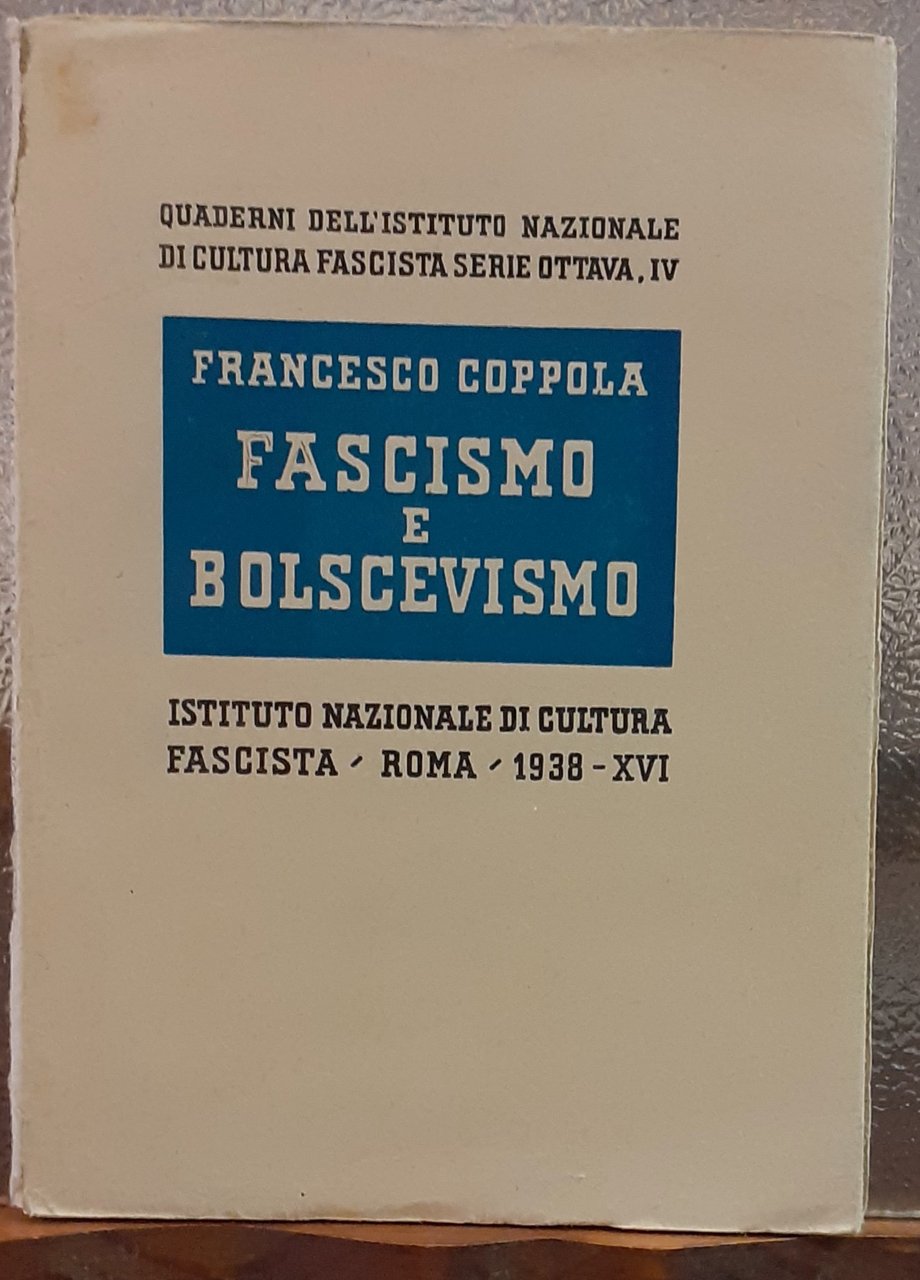 QUADERNI DELL'ISTITUTO NAZIONALE
DI CULTURA FASCISTA SERIE OTTAVA, IV
FRANCESCO COPPOLA
FASCISMO
E
BOLSCEVISMO
ISTITUTO NAZIONALE DI CULTURA
FASCISTA - ROMA - 1938 - XVI